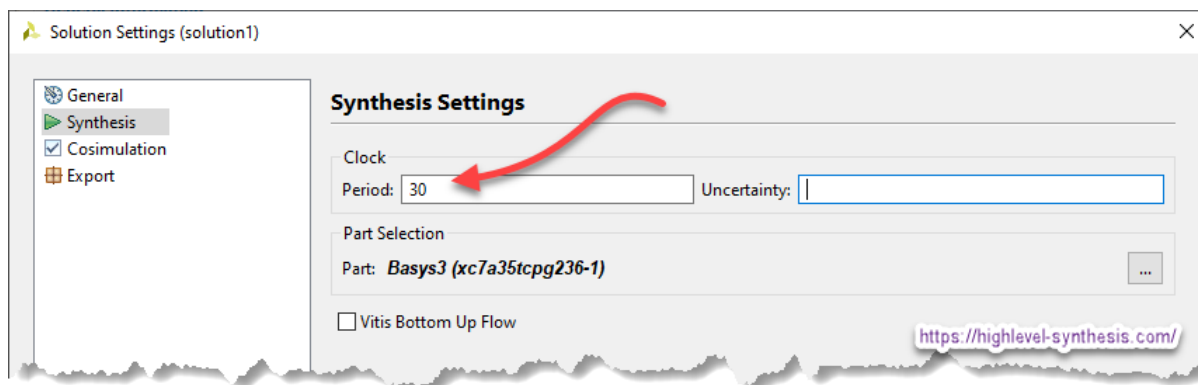 Solution Settings (solution1)
General
Synthesis
Cosimulation
Export
Synthesis Settings
Clock
Period: 30 Uncertainty:
Part Selection
Part: Basys3 (xc7a35tcpg236-1)
...
Vitis Bottom Up Flow
https://highlevel-synthesis.com/